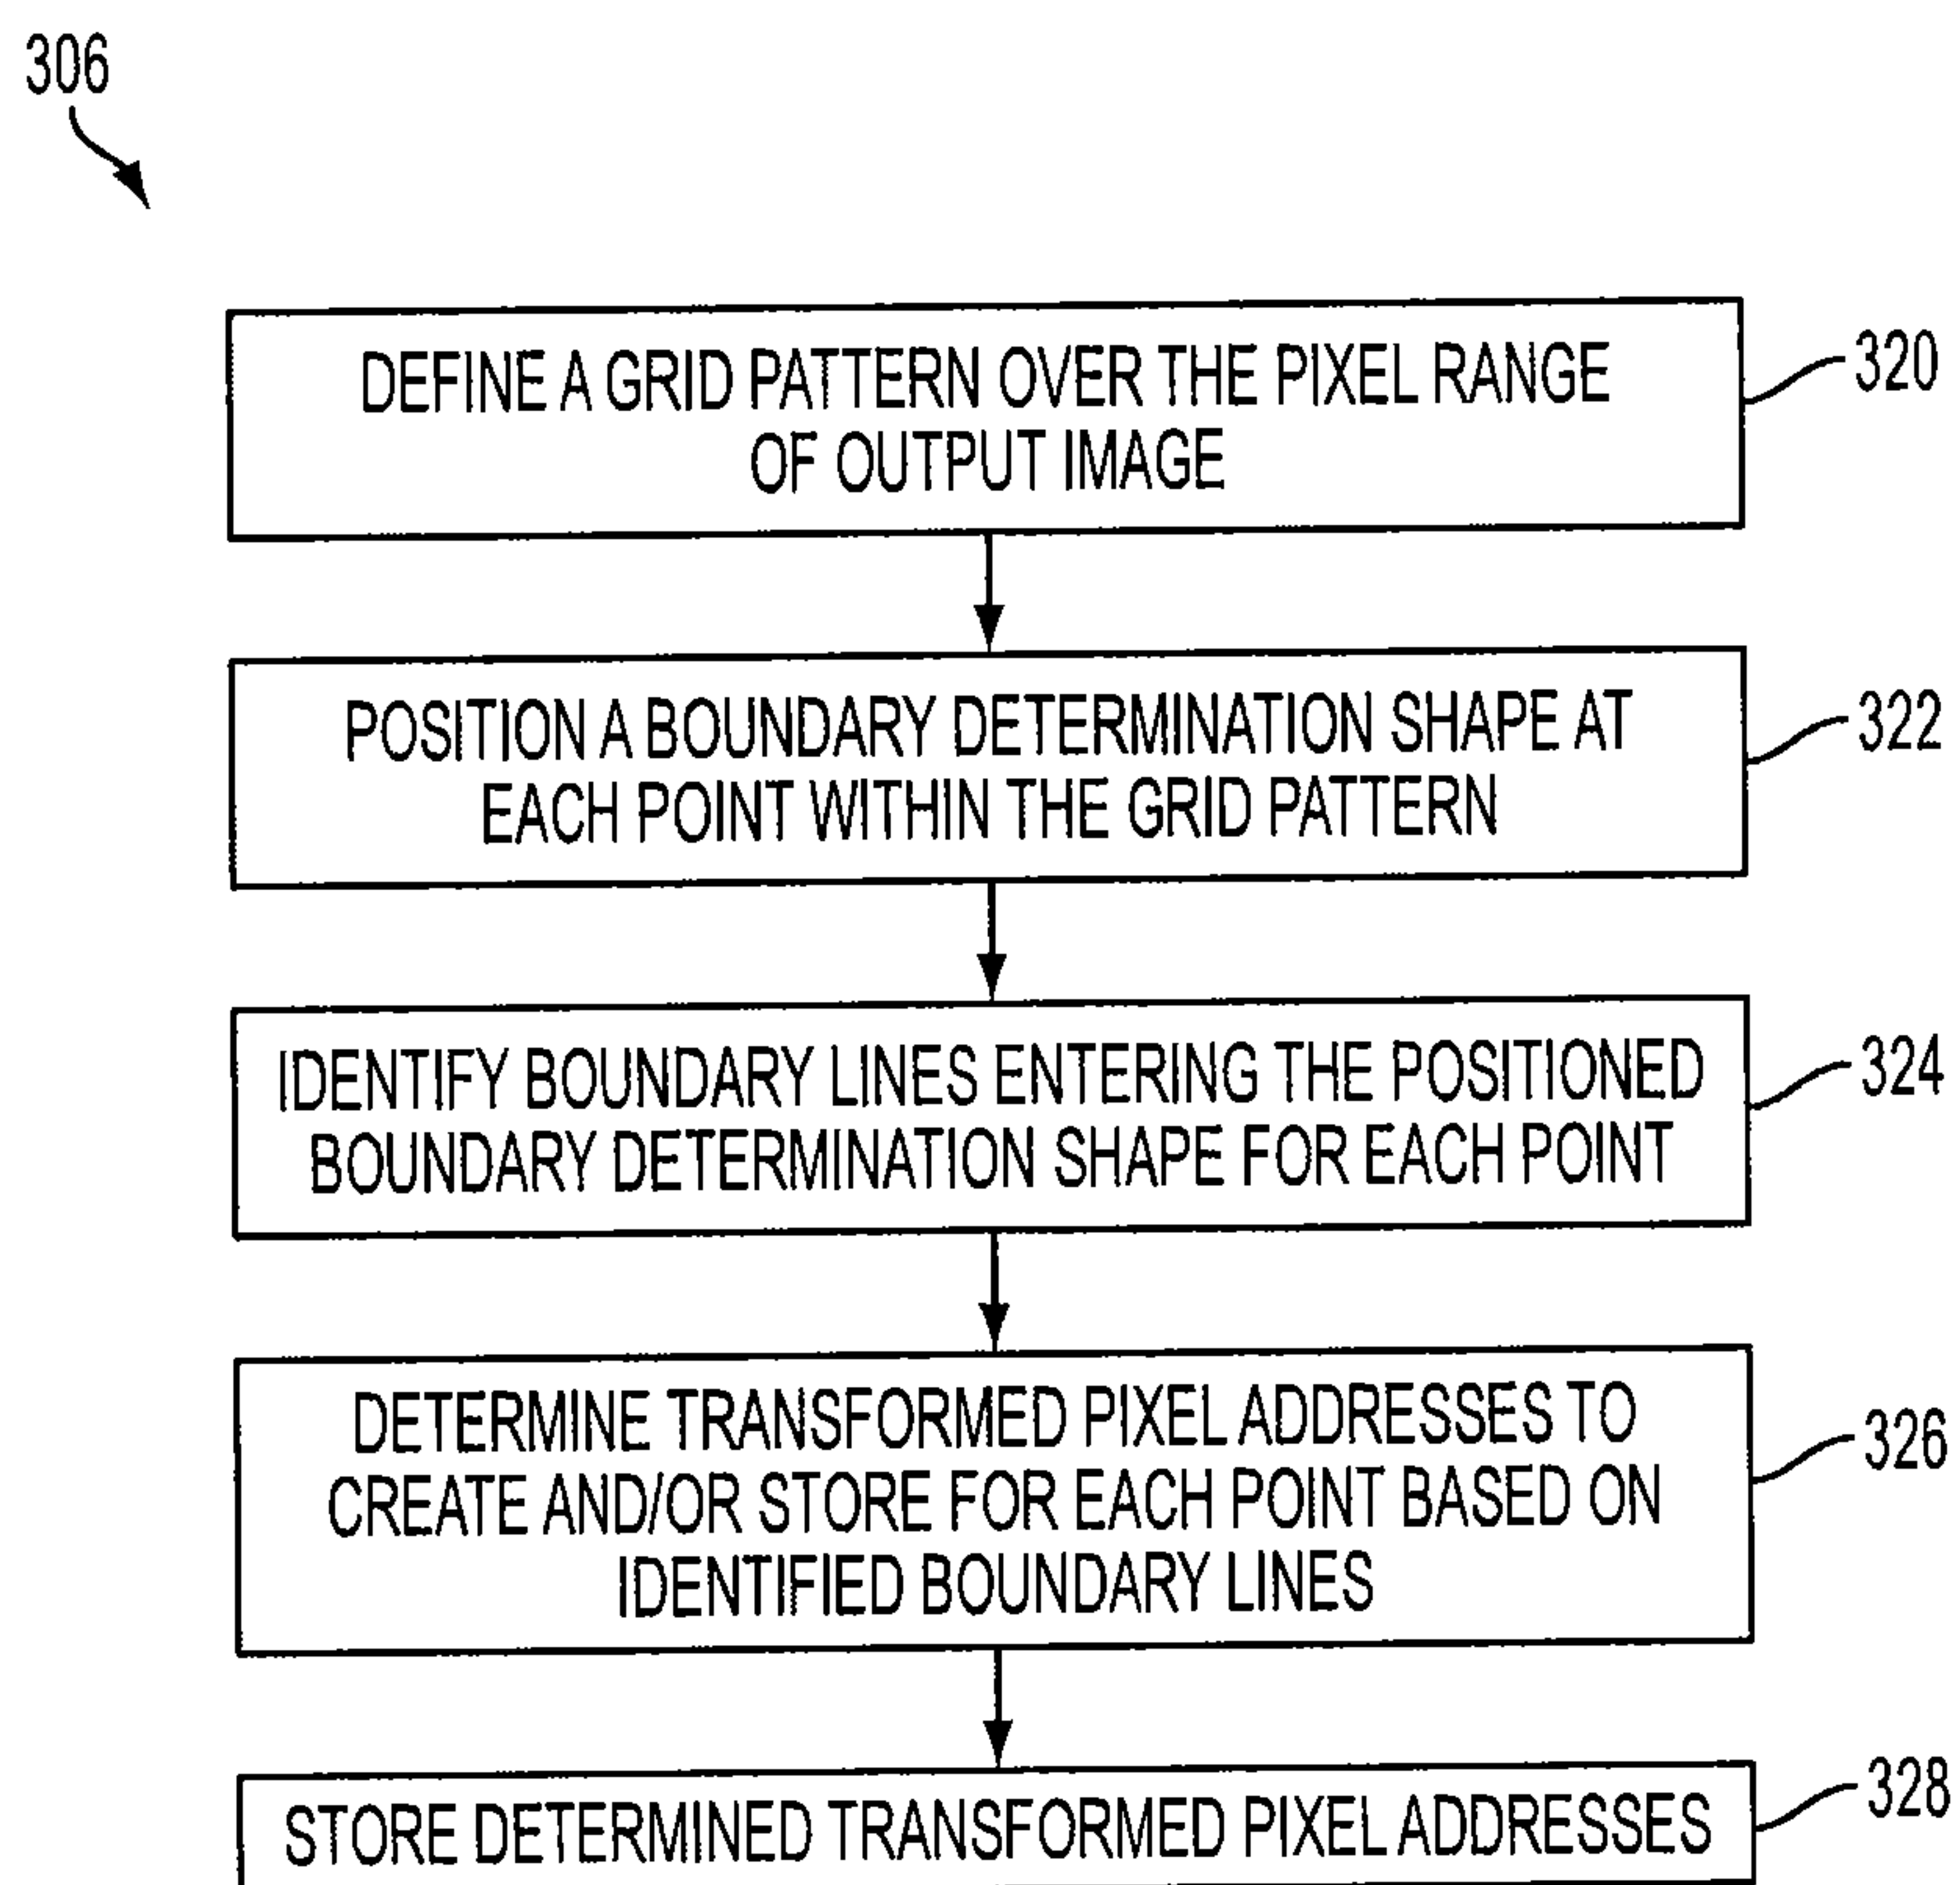 306
DEFINE A GRID PATTERN OVER THE PIXEL RANGE
OF OUTPUT IMAGE
320
POSITION A BOUNDARY DETERMINATION SHAPE AT
EACH POINT WITHIN THE GRID PATTERN
322
IDENTIFY BOUNDARY LINES ENTERING THE POSITIONED
BOUNDARY DETERMINATION SHAPE FOR EACH POINT
324
DETERMINE TRANSFORMED PIXEL ADDRESSES TO
CREATE AND/OR STORE FOR EACH POINT BASED ON
IDENTIFIED BOUNDARY LINES
326
STORE DETERMINED TRANSFORMED PIXEL ADDRESSES
328